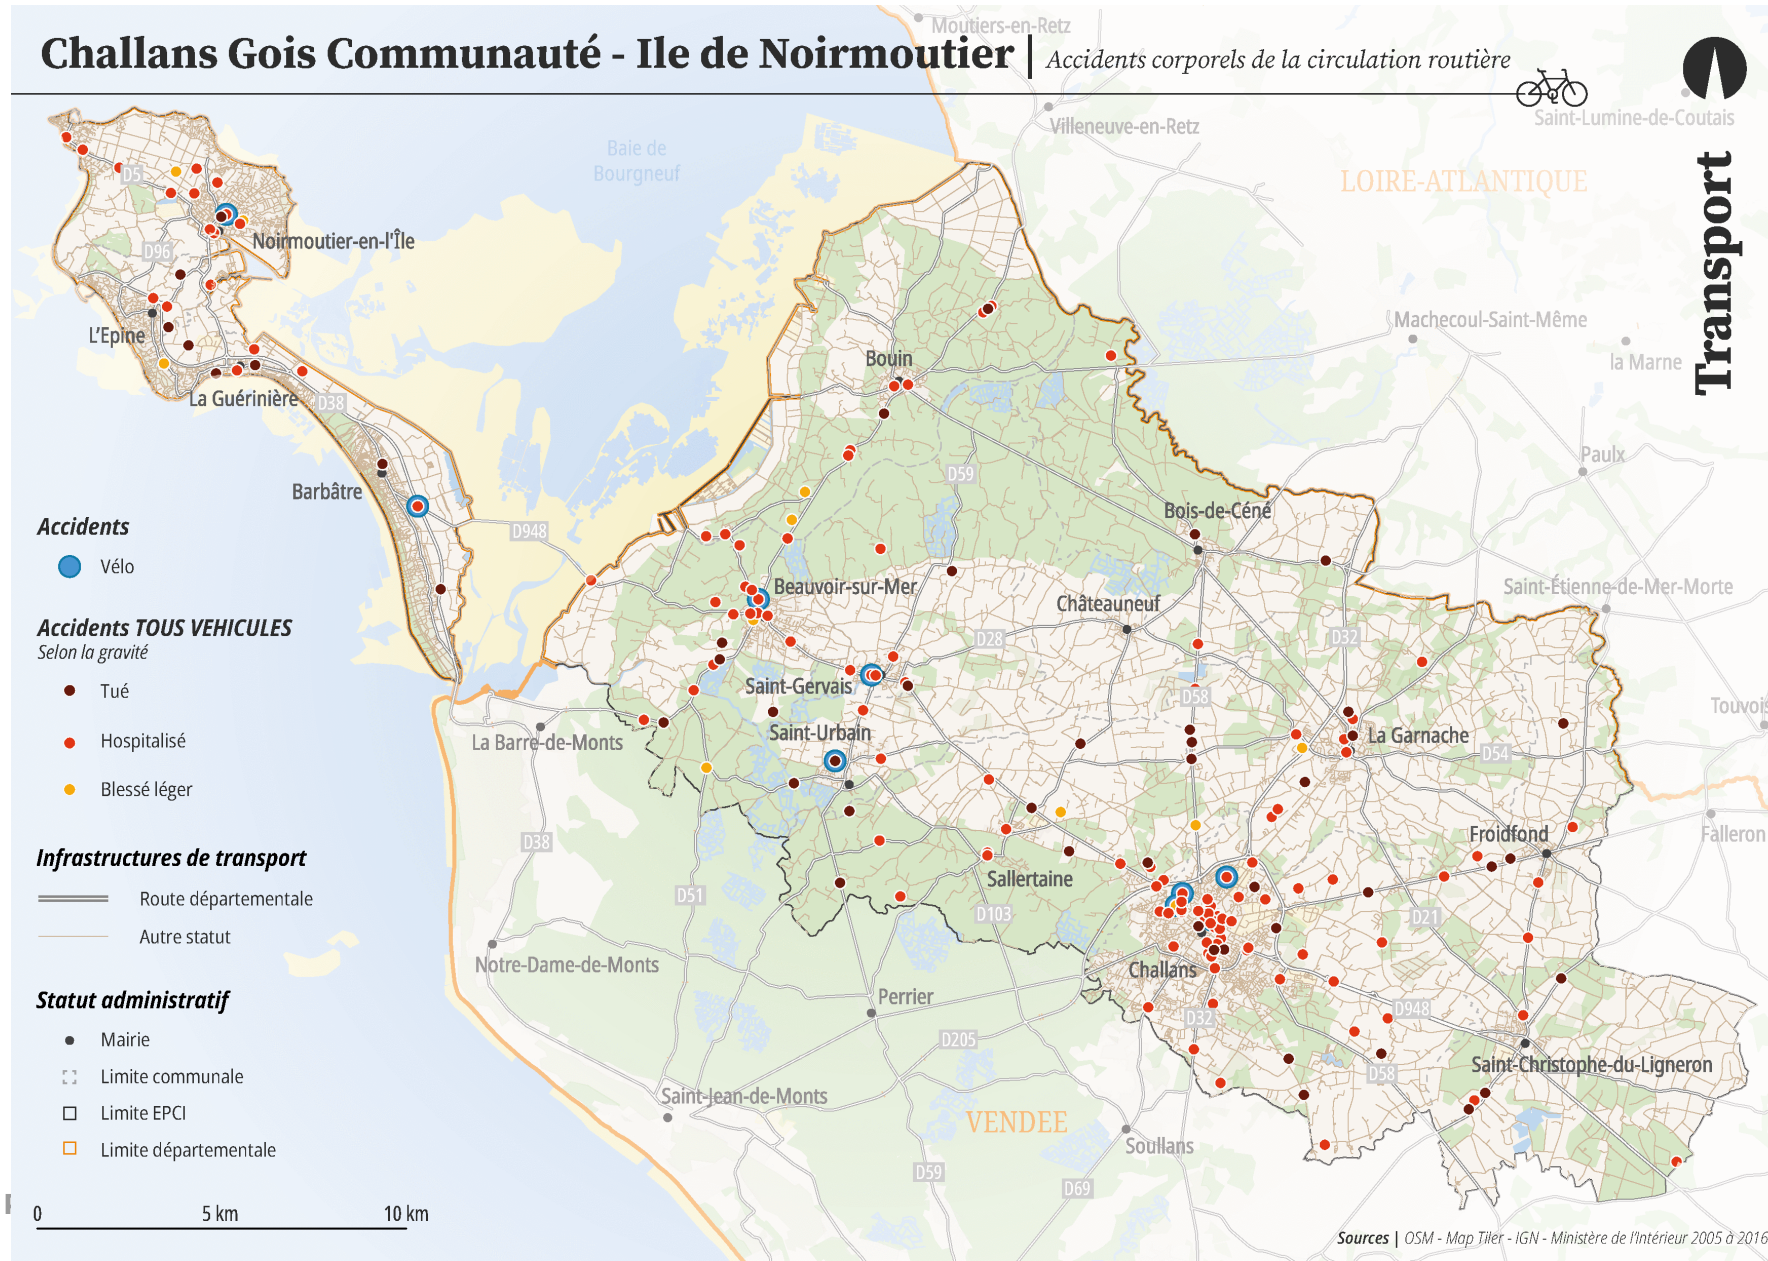 Challans Gois Communauté - Ile de Noirmoutier | Accidents corporels de la circulation routière
Transport
Moutiers-en-Retz
Villeneuve-en-Retz
Saint-Lumine-de-Coutais
Baie de
Bourgneuf
LOIRE-ATLANTIQUE
D5
D96
Noirmoutier-en-l'Île
L'Epine
La Guérinière
D38
Barbâtre
D948
Bouin
Machecoul-Saint-Même
la Marne
Paulx
D59
Bois-de-Céné
Beauvoir-sur-Mer
Châteauneuf
Saint-Étienne-de-Mer-Morte
D28
D32
Saint-Gervais
D58
Touvois
Saint-Urbain
La Garnache
La Barre-de-Monts
D54
D38
Froidfond
Falleron
Sallertaine
D51
D103
D21
Challans
Notre-Dame-de-Monts
Perrier
D32
D948
D205
Saint-Christophe-du-Ligneron
D58
Saint-Jean-de-Monts
VENDEE
Soullans
D59
D69
Accidents
Vélo
Accidents TOUS VEHICULES
Selon la gravité
Tué
Hospitalisé
Blessé léger
Infrastructures de transport
Route départementale
Autre statut
Statut administratif
Mairie
Limite communale
Limite EPCI
Limite départementale
0 5 km 10 km
Sources | OSM - Map Tiler - IGN - Ministère de l'Intérieur 2005 à 2016